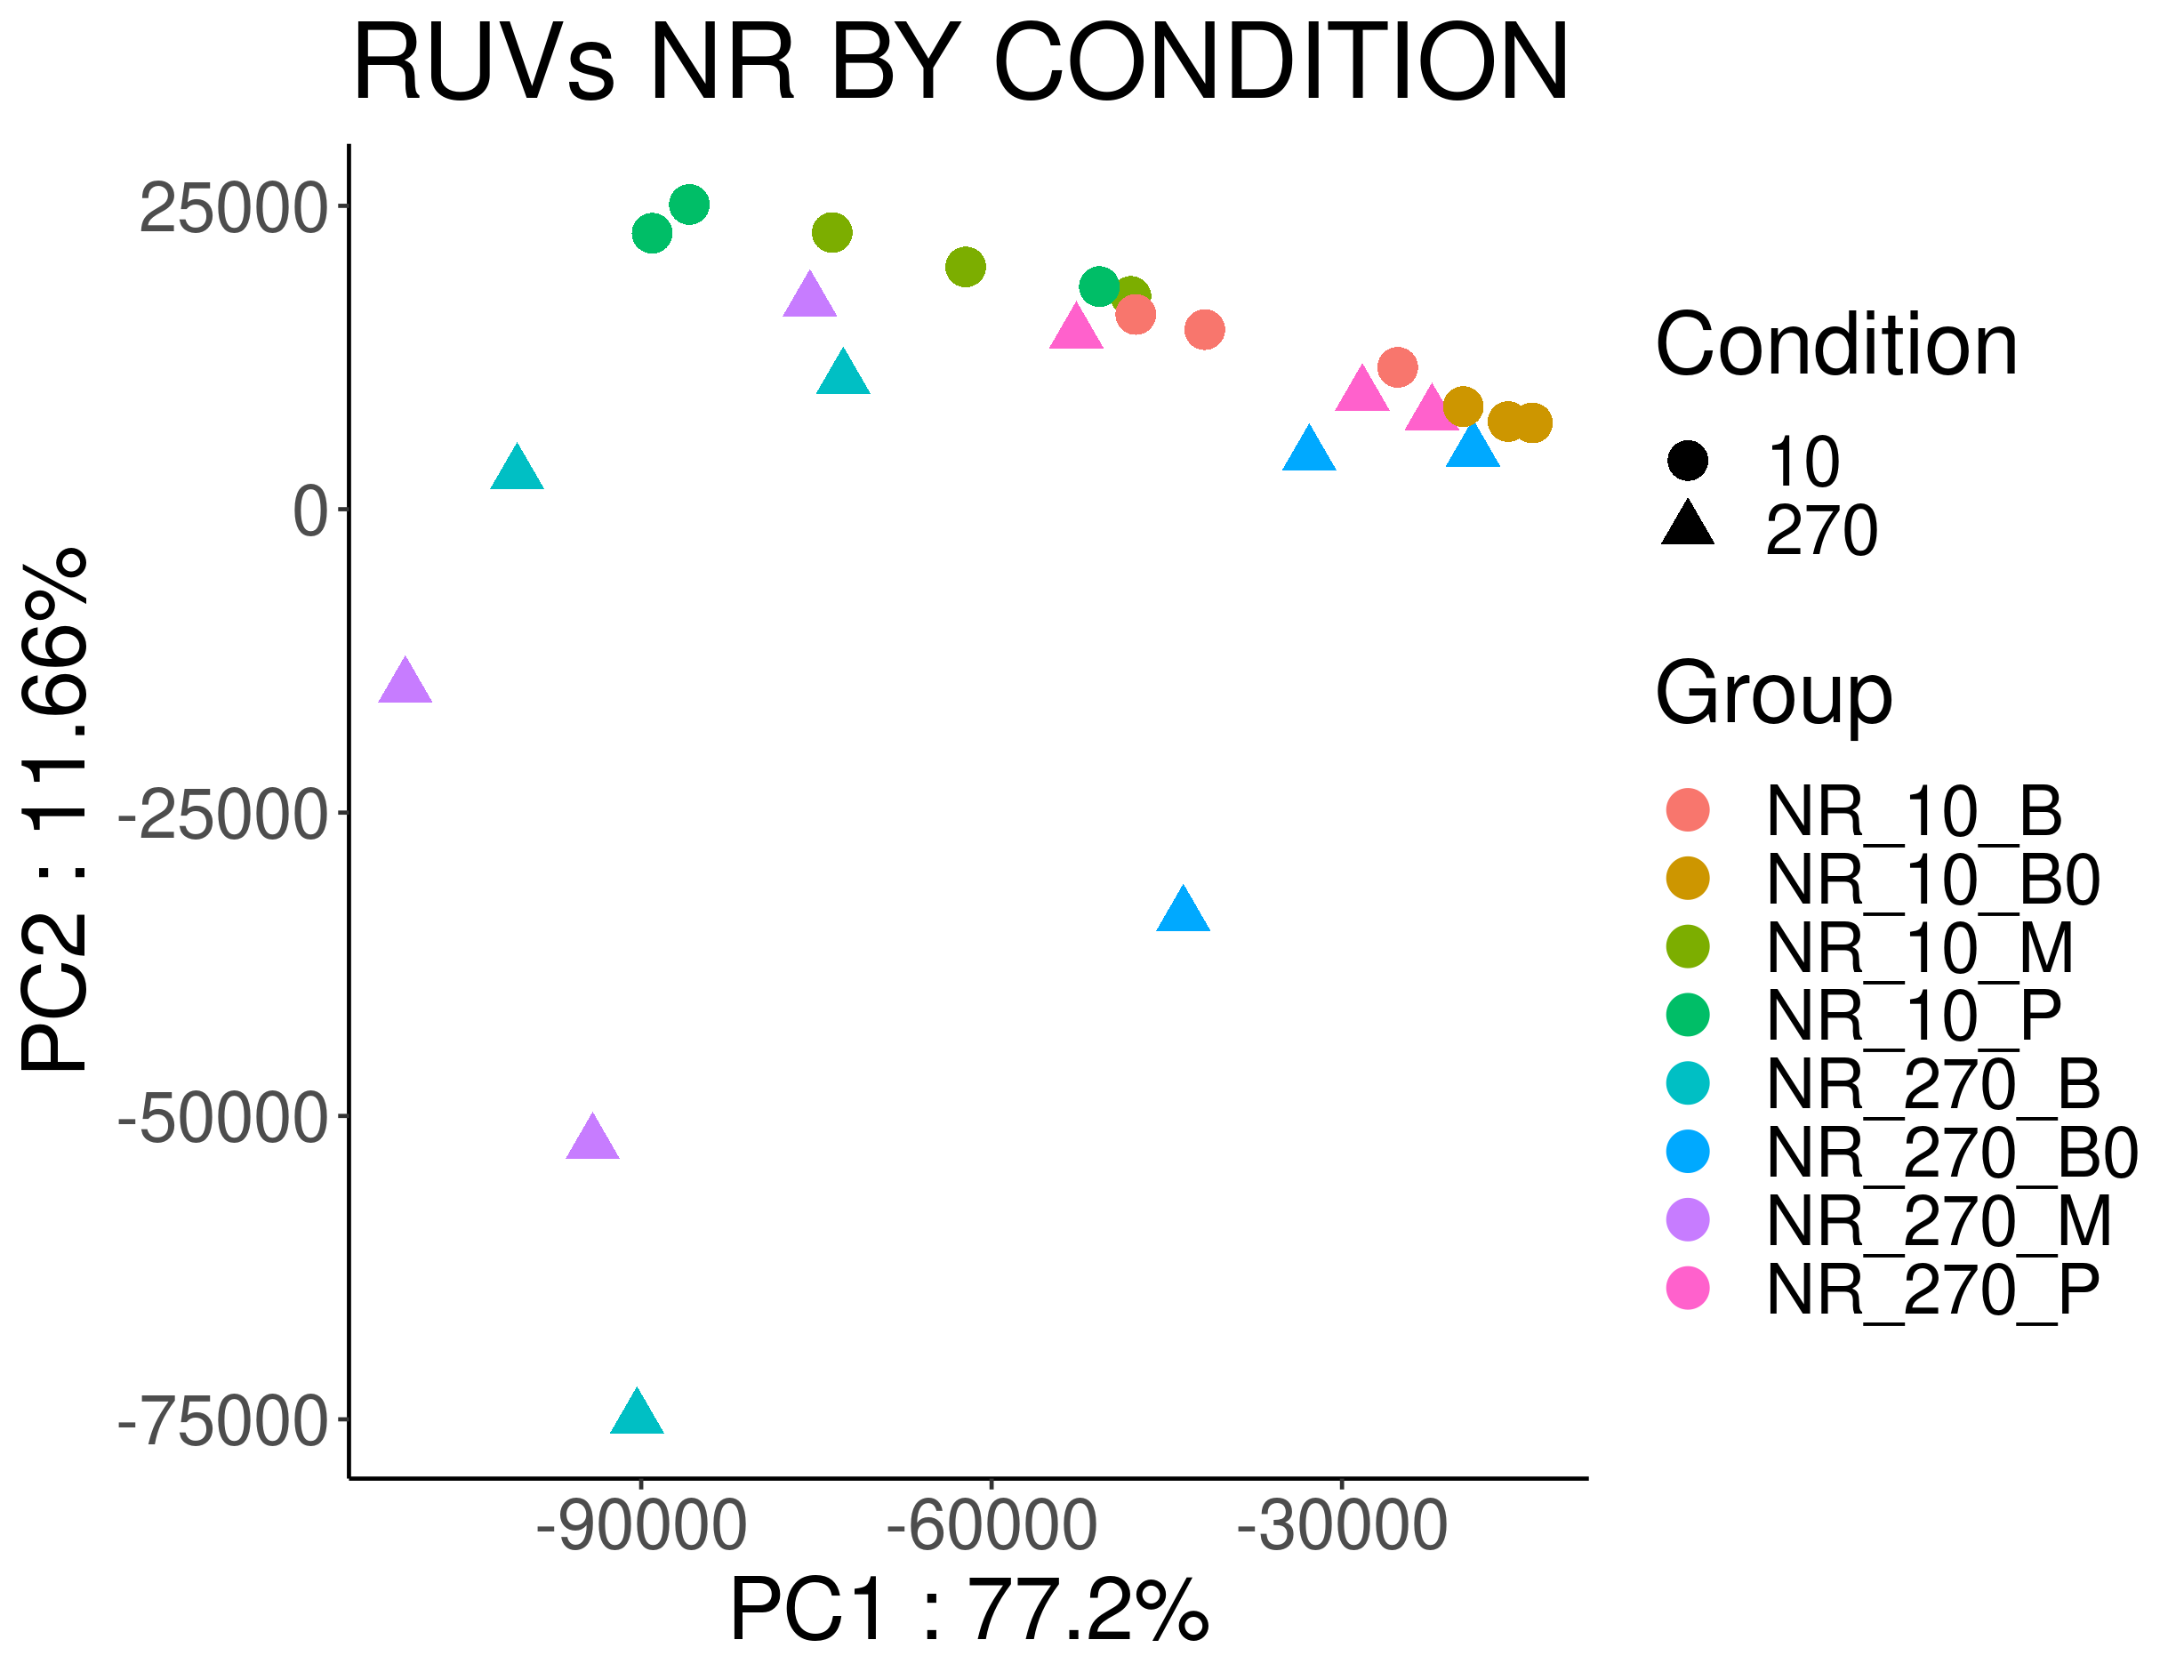 RUVs NR BY CONDITION
25000
0
-25000
-50000
-75000
PC2 : 11.66%
-90000
-60000
-30000
PC1 : 77.2%
Condition
10
270
Group
NR_10_B
NR_10_B0
NR_10_M
NR_10_P
NR_270_B
NR_270_B0
NR_270_M
NR_270_P